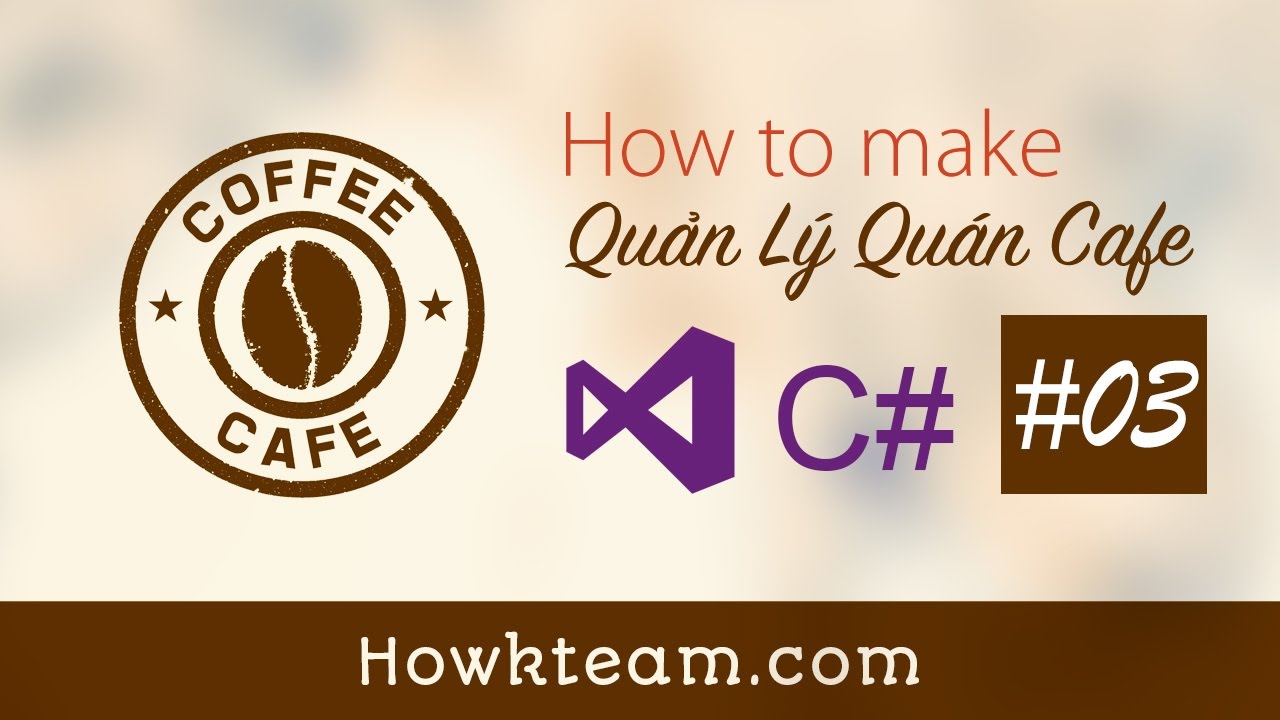 COFFEE
CAFE
How to make
Quản Lý Quán Cafe
C#
#03
Howkteam.com